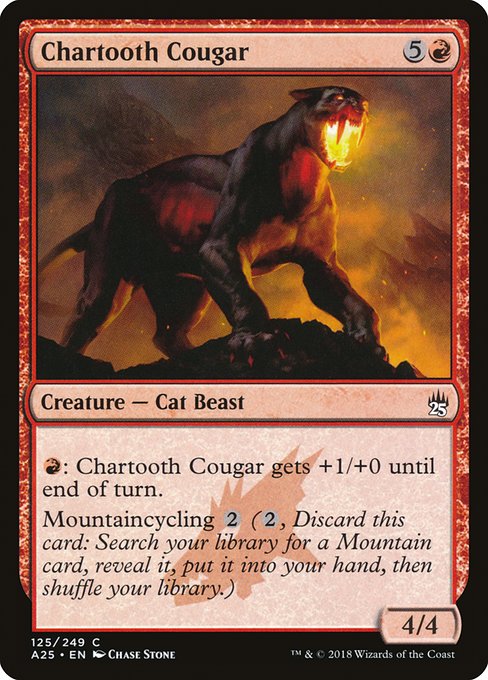 Chartooth Cougar 5
Creature — Cat Beast 25
: Chartooth Cougar gets +1/+0 until
end of turn.
Mountaincycling 2 (2, Discard this
card: Search your library for a Mountain
card, reveal it, put it into your hand, then
shuffle your library.)
4/4
125/249 C
A25 • EN Chase Stone ™ & © 2018 Wizards of the Coast